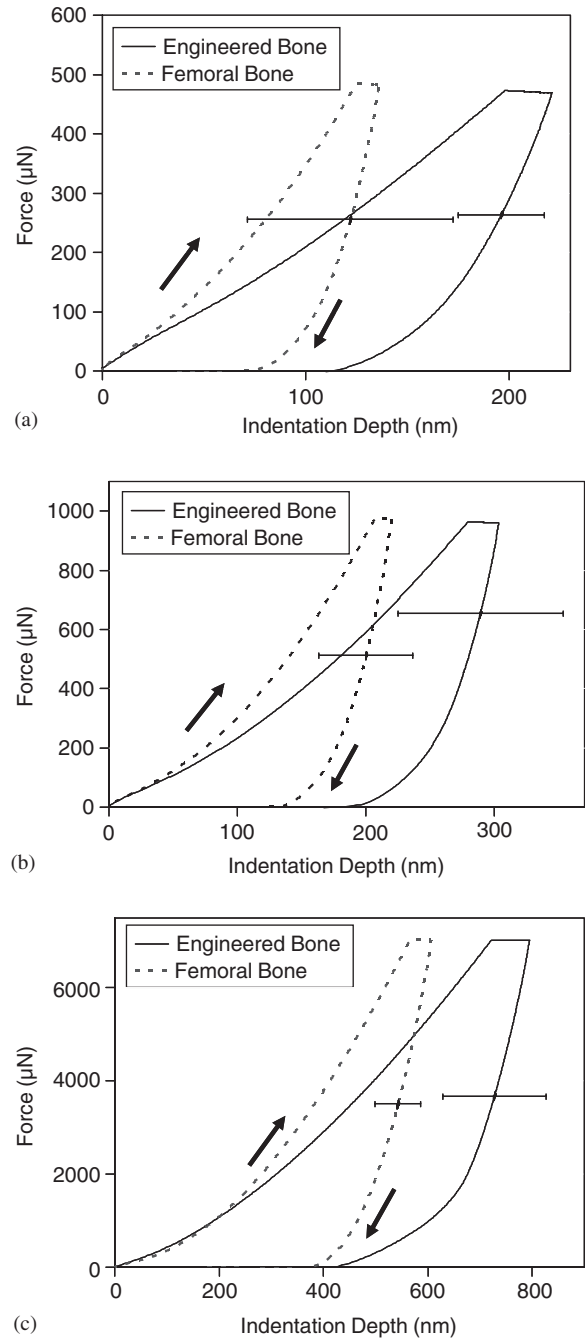 600
500
400
300
200
100
0
Force (μN)
Engineered Bone
Femoral Bone
0 100 200
(a)
Indentation Depth (nm)
1000
800
600
400
200
0
Force (μN)
Engineered Bone
Femoral Bone
0 100 200 300
(b)
Indentation Depth (nm)
6000
4000
2000
0
Force (μN)
Engineered Bone
Femoral Bone
0 200 400 600 800
(c)
Indentation Depth (nm)